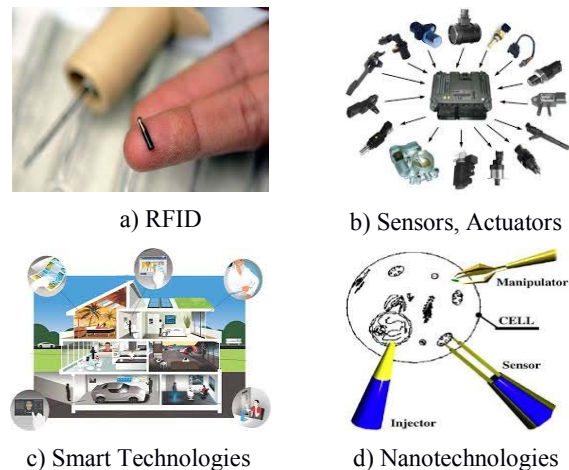 a) RFID
b) Sensors, Actuators
Manipulator
CELL
Sensor
Injector
c) Smart Technologies
d) Nanotechnologies